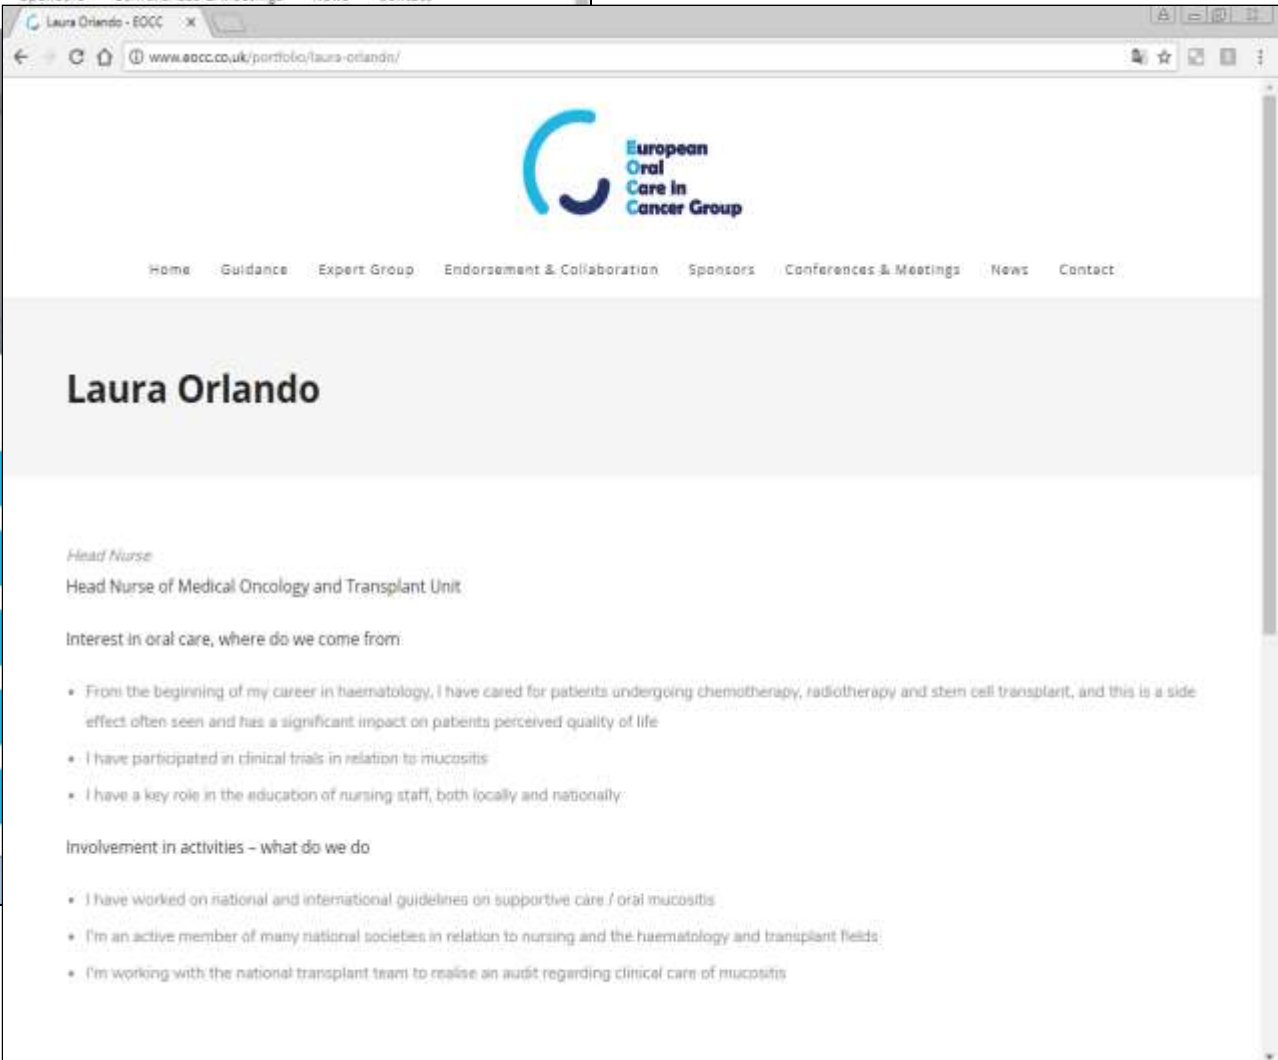 Laura Orlando - EOCC
www.eocc.co.uk/portfolio/laura-orlando/
European
Oral
Care in
Cancer Group
Home Guidance Expert Group Endorsement & Collaboration Sponsors Conferences & Meetings News Contact
Laura Orlando
Head Nurse
Head Nurse of Medical Oncology and Transplant Unit
Interest in oral care, where do we come from
• From the beginning of my career in haematology, I have cared for patients undergoing chemotherapy, radiotherapy and stem cell transplant, and this is a side
effect often seen and has a significant impact on patients perceived quality of life
• I have participated in clinical trials in relation to mucositis
• I have a key role in the education of nursing staff, both locally and nationally
Involvement in activities – what do we do
• I have worked on national and international guidelines on supportive care / oral mucositis
• I'm an active member of many national societies in relation to nursing and the haematology and transplant fields
• I'm working with the national transplant team to realise an audit regarding clinical care of mucositis